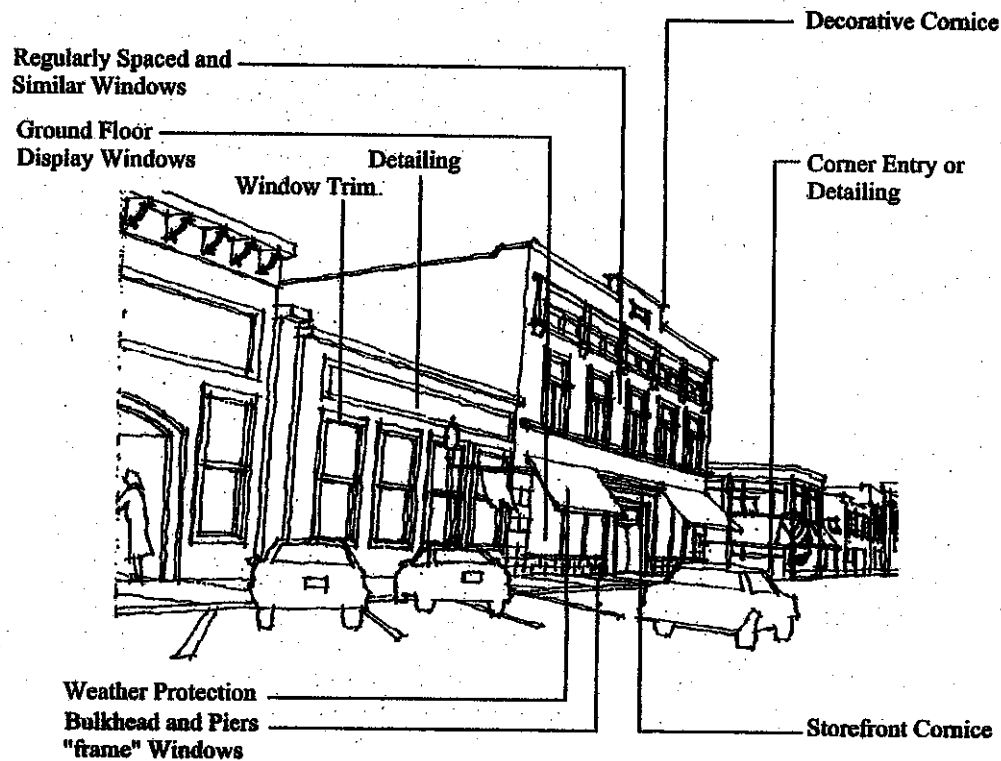 Decorative Cornice
Regularly Spaced and
Similar Windows
Ground Floor
Display Windows
Detailing
Window Trim
Corner Entry or
Detailing
Weather Protection
Bulkhead and Piers
"frame" Windows
Storefront Cornice